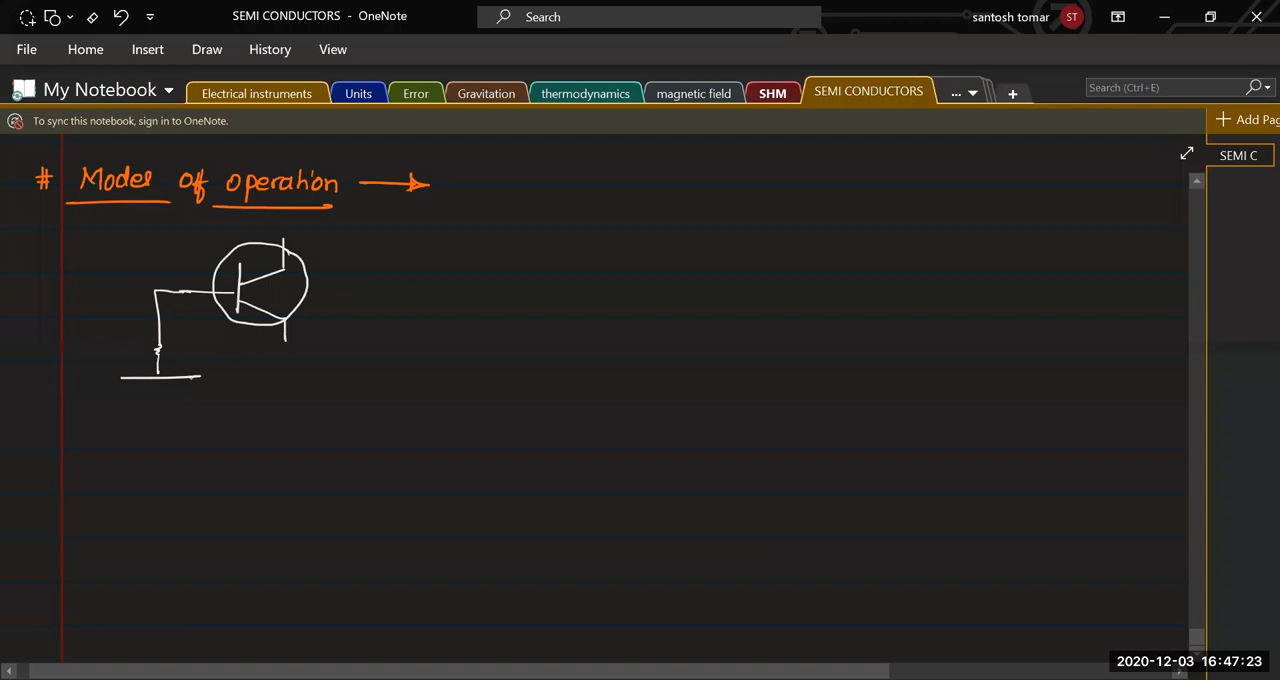 SEMI CONDUCTORS - OneNote
Search
santosh tomar
ST
File Home Insert Draw History View
My Notebook
Electrical instruments
Units
Error
Gravitation
thermodynamics
magnetic field
SHM
SEMI CONDUCTORS
...
+
Search (Ctrl+E)
To sync this notebook, sign in to OneNote.
+ Add Pag
SEMI C
# Modes of operation →
2020-12-03 16:47:23